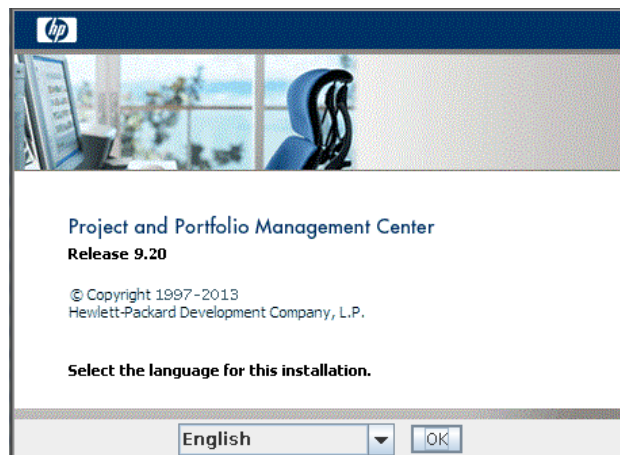 hp
Project and Portfolio Management Center
Release 9.20
© Copyright 1997-2013
Hewlett-Packard Development Company, L.P.
Select the language for this installation.
English
OK